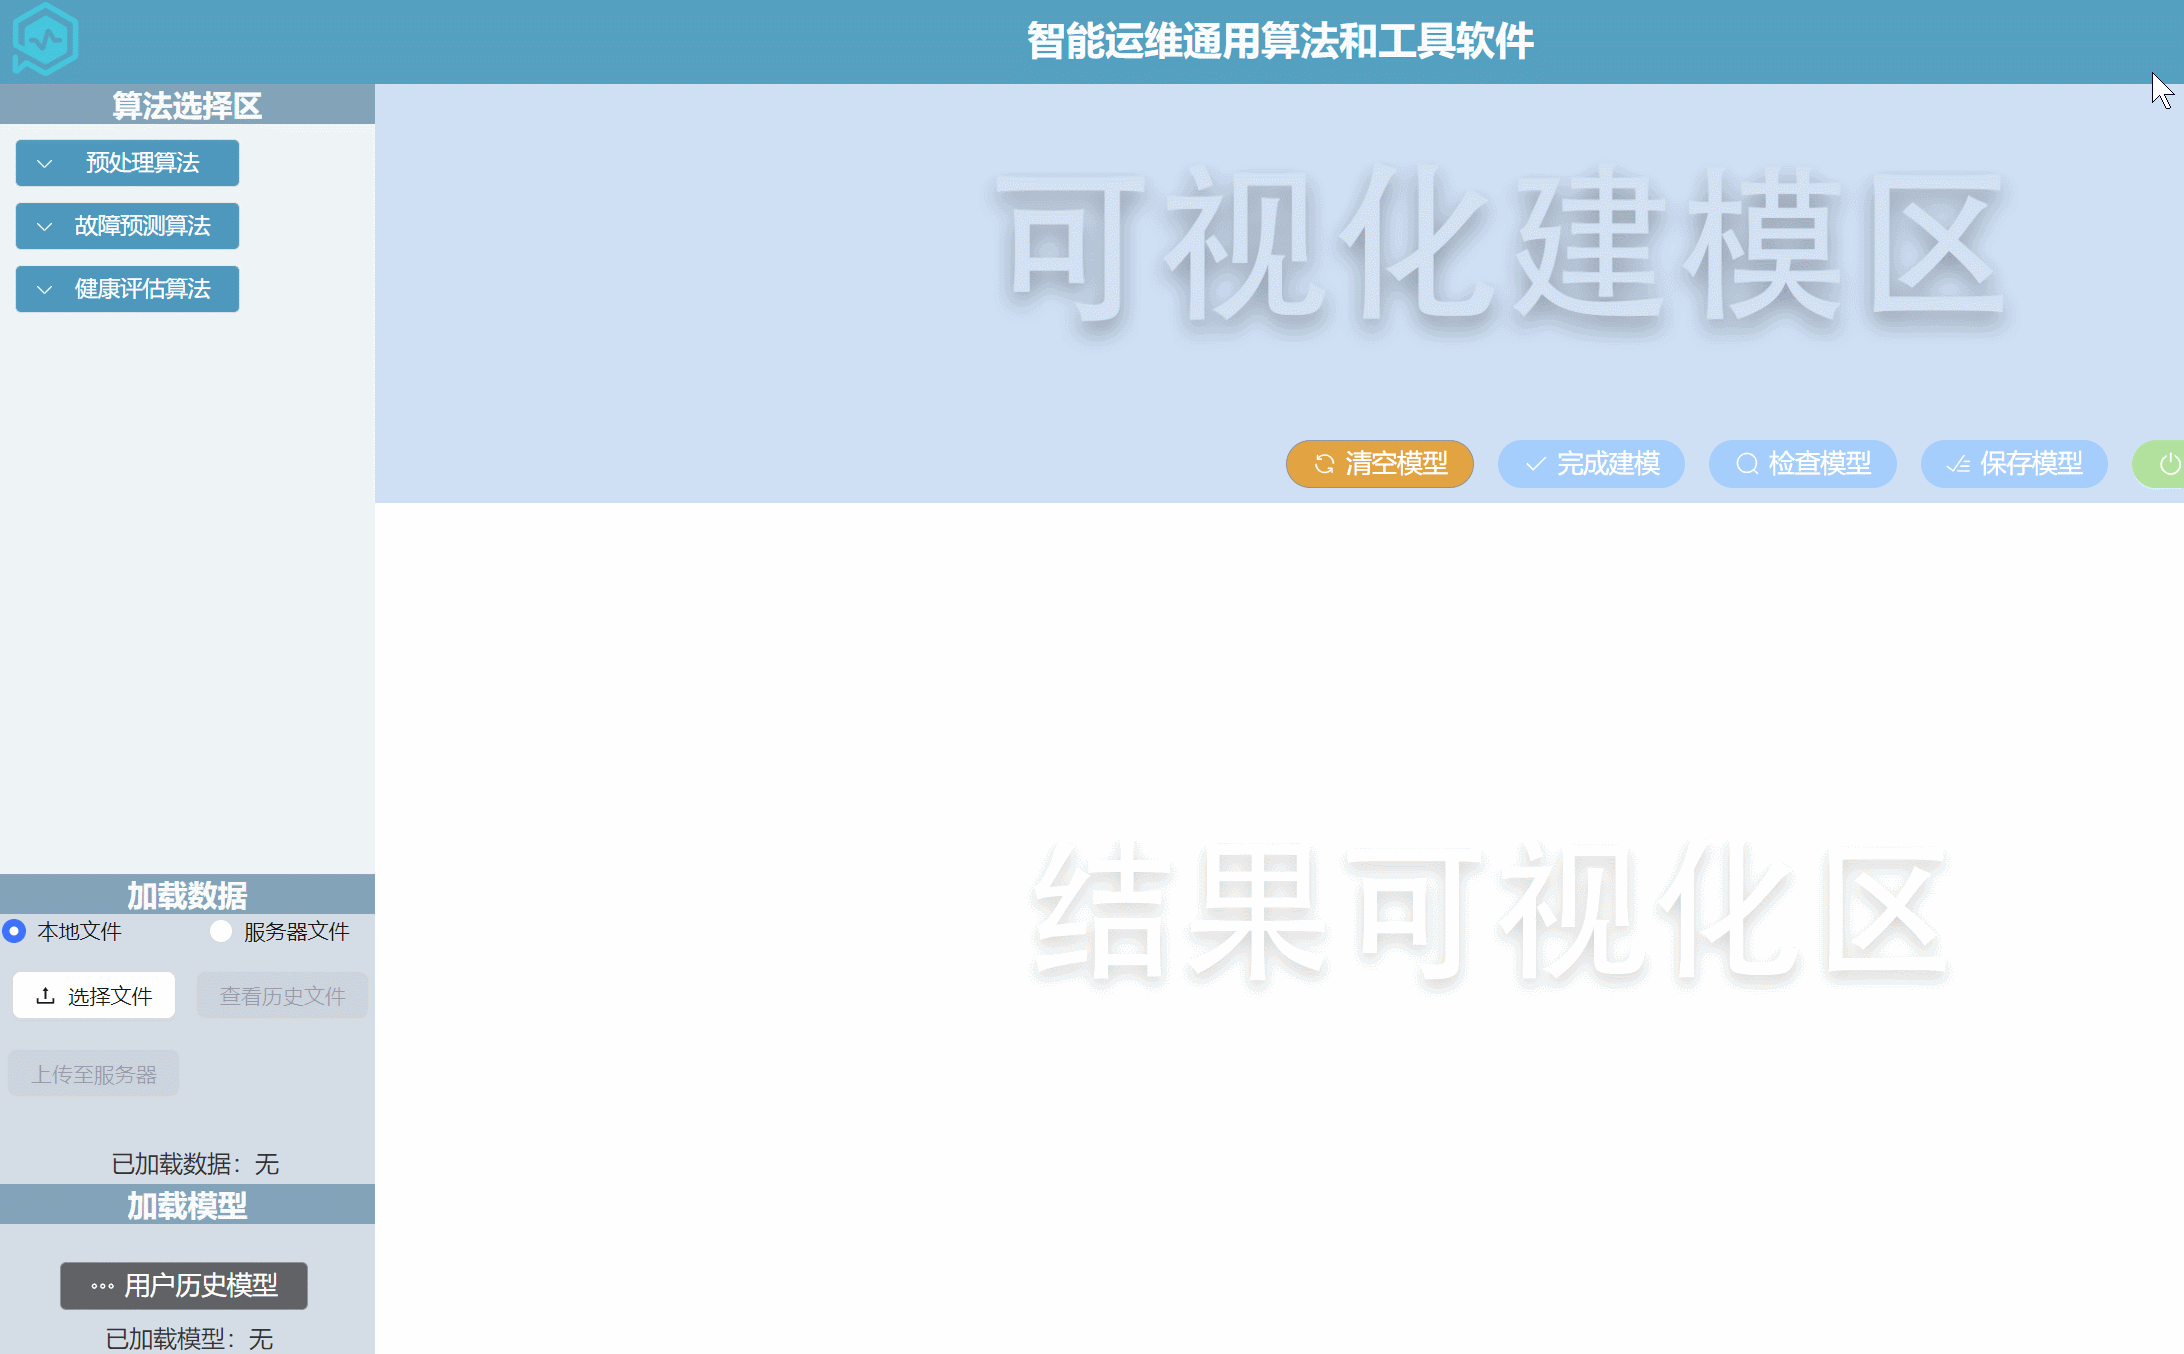 智能运维通用算法和工具软件
算法选择区
预处理算法
故障预测算法
健康评估算法
可视化建模区
清空模型
完成建模
检查模型
保存模型
结果可视化区
加载数据
本地文件
服务器文件
选择文件
查看历史文件
上传至服务器
已加载数据：无
加载模型
用户历史模型
已加载模型：无